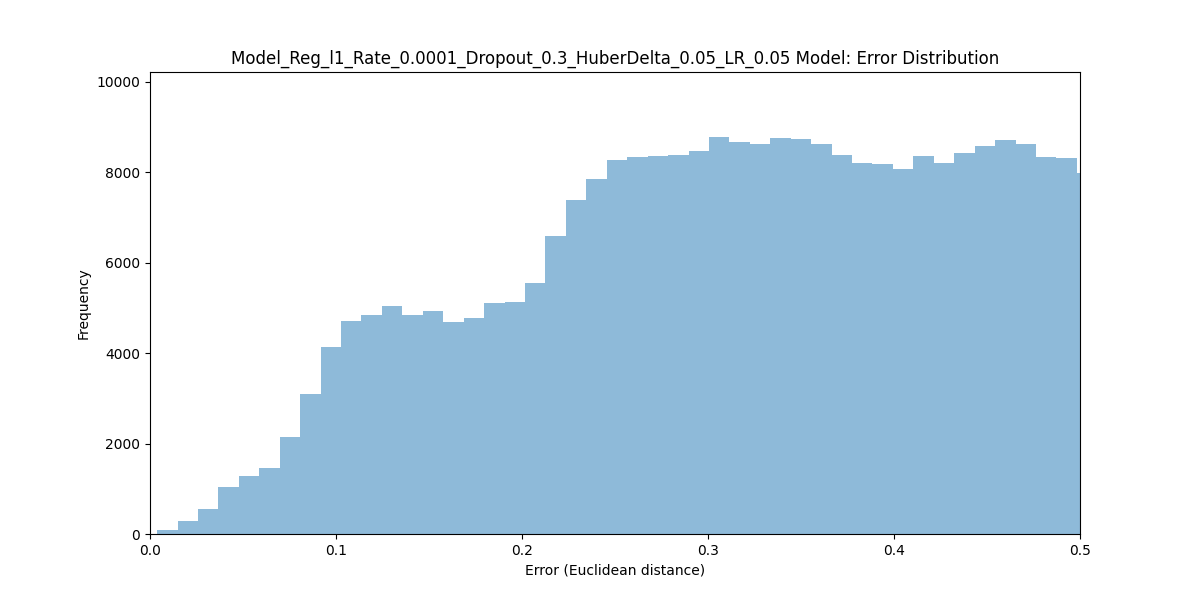 Model_Reg_l1_Rate_0.0001_Dropout_0.3_HuberDelta_0.05_LR_0.05 Model: Error Distribution
10000
8000
6000
4000
2000
0
Frequency
0.0 0.1 0.2 0.3 0.4 0.5
Error (Euclidean distance)